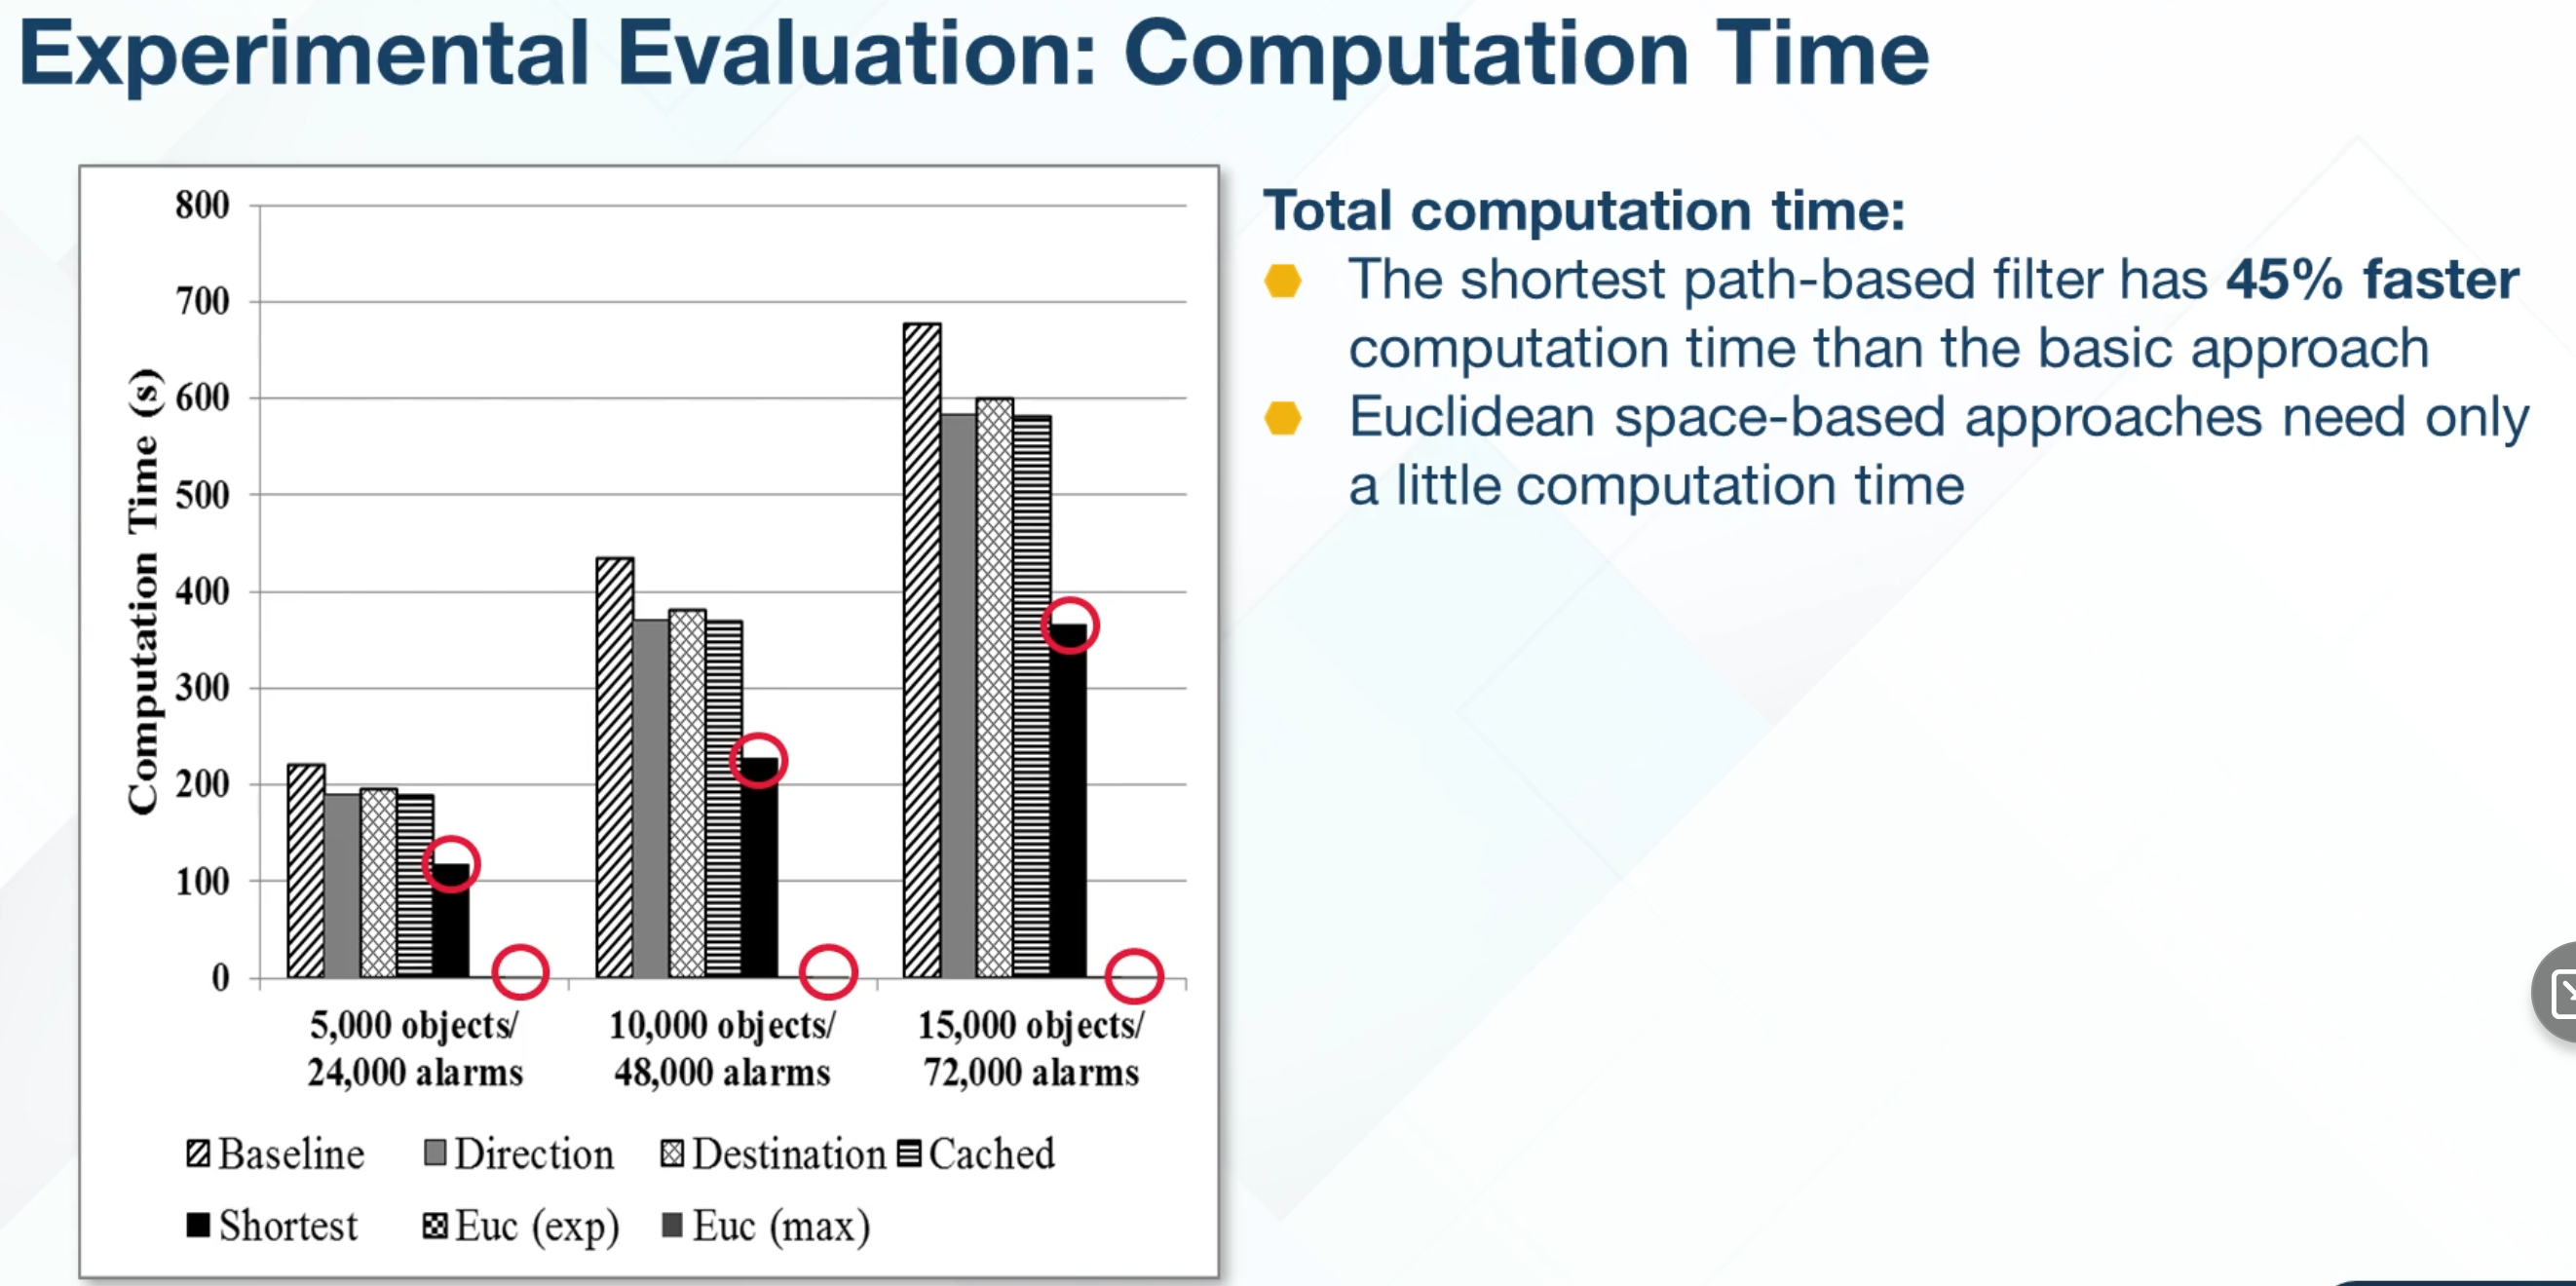 Experimental Evaluation: Computation Time
Computation Time (s)
800
700
600
500
400
300
200
100
0
5,000 objects/
24,000 alarms
10,000 objects/
48,000 alarms
15,000 objects/
72,000 alarms
Baseline Direction Destination Cached
Shortest Euc (exp) Euc (max)
Total computation time:
The shortest path-based filter has 45% faster
computation time than the basic approach
Euclidean space-based approaches need only
a little computation time